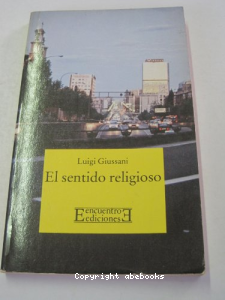 Luigi Giussani
El sentido religioso
encuentro
Ediciones E
Copyright abebooks